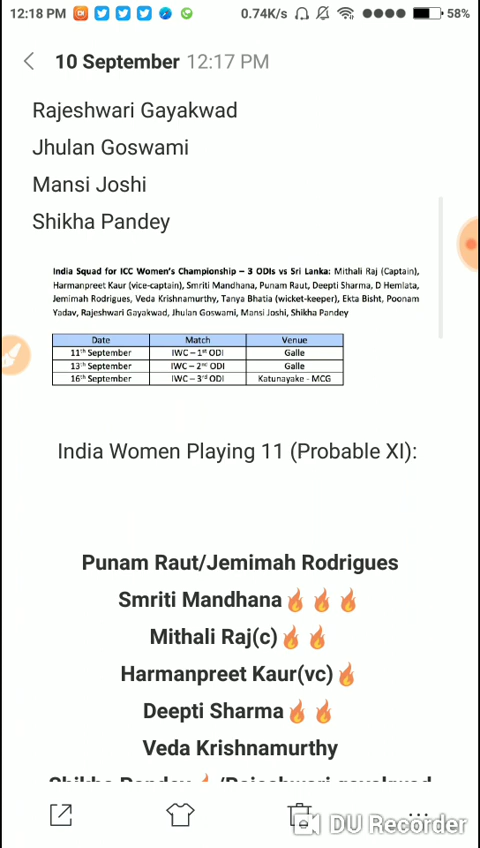 12:18 PM 0.74K/s 58%
10 September 12:17 PM
Rajeshwari Gayakwad
Jhulan Goswami
Mansi Joshi
Shikha Pandey
India Squad for ICC Women's Championship – 3 ODIs vs Sri Lanka: Mithali Raj (Captain),
Harmanpreet Kaur (vice-captain), Smriti Mandhana, Punam Raut, Deepti Sharma, D Hemlata,
Jemimah Rodrigues, Veda Krishnamurthy, Tanya Bhatia (wicket-keeper), Ekta Bisht, Poonam
Yadav, Rajeshwari Gayakwad, Jhulan Goswami, Mansi Joshi, Shikha Pandey
Date Match Venue
11th September IWC – 1st ODI Galle
13th September IWC – 2nd ODI Galle
16th September IWC – 3rd ODI Katunayake - MCG
India Women Playing 11 (Probable XI):
Punam Raut/Jemimah Rodrigues
Smriti Mandhana🔥🔥🔥
Mithali Raj(c)🔥🔥
Harmanpreet Kaur(vc)🔥
Deepti Sharma🔥🔥
Veda Krishnamurthy
DU Recorder